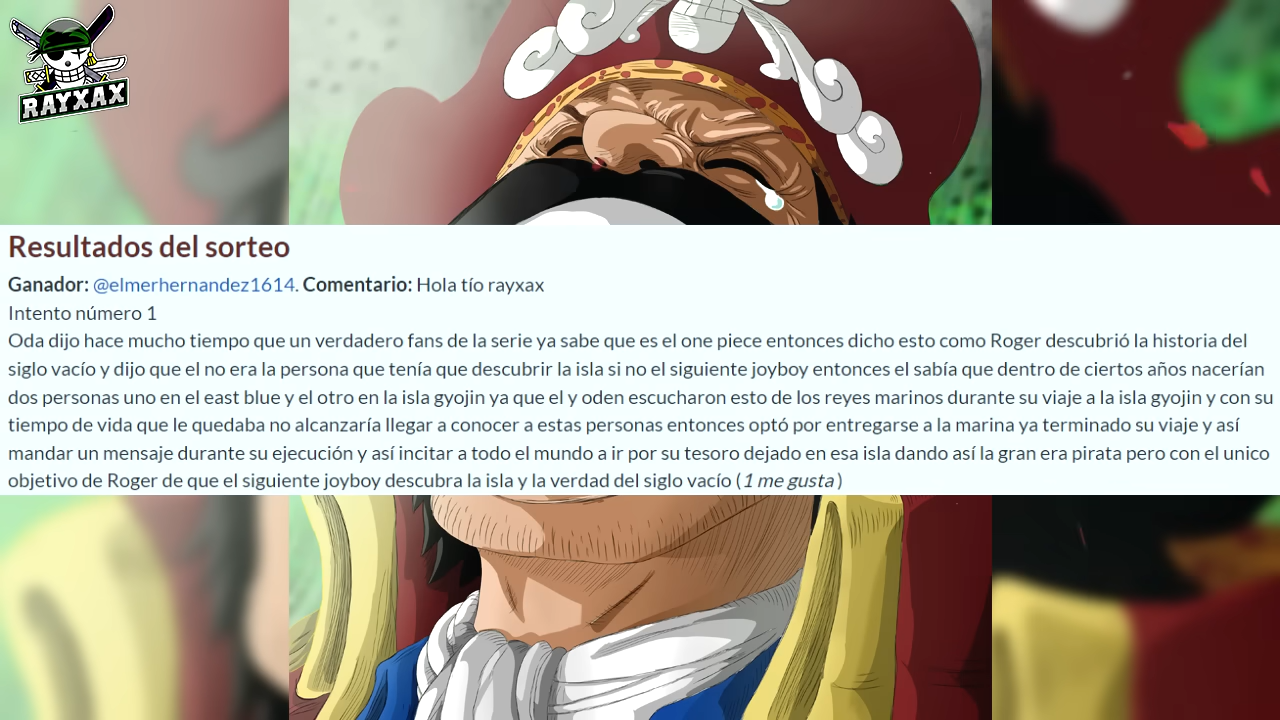 RAYXAX
Resultados del sorteo
Ganador: @elmerhernandez1614. Comentario: Hola tío rayxax
Intento número 1
Oda dijo hace mucho tiempo que un verdadero fans de la serie ya sabe que es el one piece entonces dicho esto como Roger descubrió la historia del
siglo vacío y dijo que el no era la persona que tenía que descubrir la isla si no el siguiente joyboy entonces el sabía que dentro de ciertos años nacerían
dos personas uno en el east blue y el otro en la isla gyojin ya que el y oden escucharon esto de los reyes marinos durante su viaje a la isla gyojin y con su
tiempo de vida que le quedaba no alcanzaría llegar a conocer a estas personas entonces optó por entregarse a la marina ya terminado su viaje y así
mandar un mensaje durante su ejecución y así incitar a todo el mundo a ir por su tesoro dejado en esa isla dando así la gran era pirata pero con el unico
objetivo de Roger de que el siguiente joyboy descubra la isla y la verdad del siglo vacío (1 me gusta)